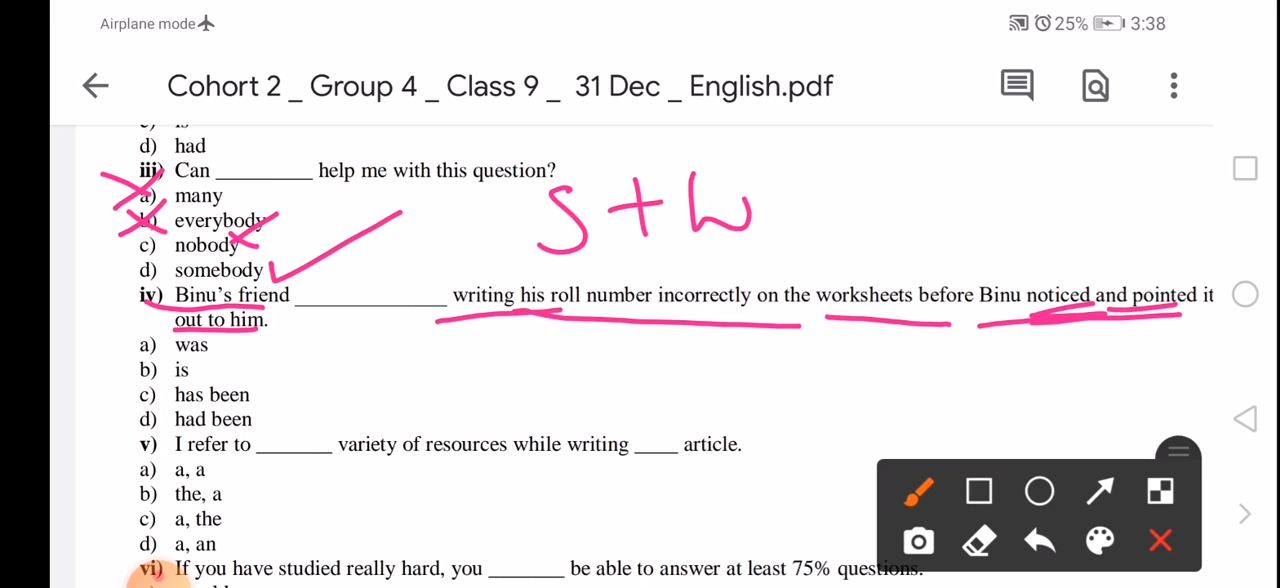 Airplane mode 25% 3:38
Cohort 2 _ Group 4 _ Class 9 _ 31 Dec _ English.pdf
d) had
iii) Can _________ help me with this question?
a) many
b) everybody
c) nobody
d) somebody
S + W
iv) Binu's friend ______________ writing his roll number incorrectly on the worksheets before Binu noticed and pointed it
out to him.
a) was
b) is
c) has been
d) had been
v) I refer to _______ variety of resources while writing ____ article.
a) a, a
b) the, a
c) a, the
d) a, an
vi) If you have studied really hard, you _______ be able to answer at least 75% questions.